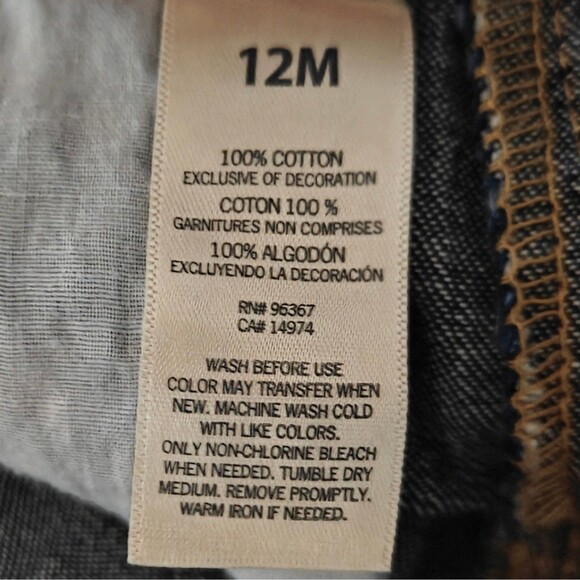 12M
100% COTTON
EXCLUSIVE OF DECORATION
COTON 100 %
GARNITURES NON COMPRISES
100% ALGODÓN
EXCLUYENDO LA DECORACIÓN
RN# 96367
CA# 14974
WASH BEFORE USE
COLOR MAY TRANSFER WHEN
NEW. MACHINE WASH COLD
WITH LIKE COLORS.
ONLY NON-CHLORINE BLEACH
WHEN NEEDED. TUMBLE DRY
MEDIUM. REMOVE PROMPTLY.
WARM IRON IF NEEDED.